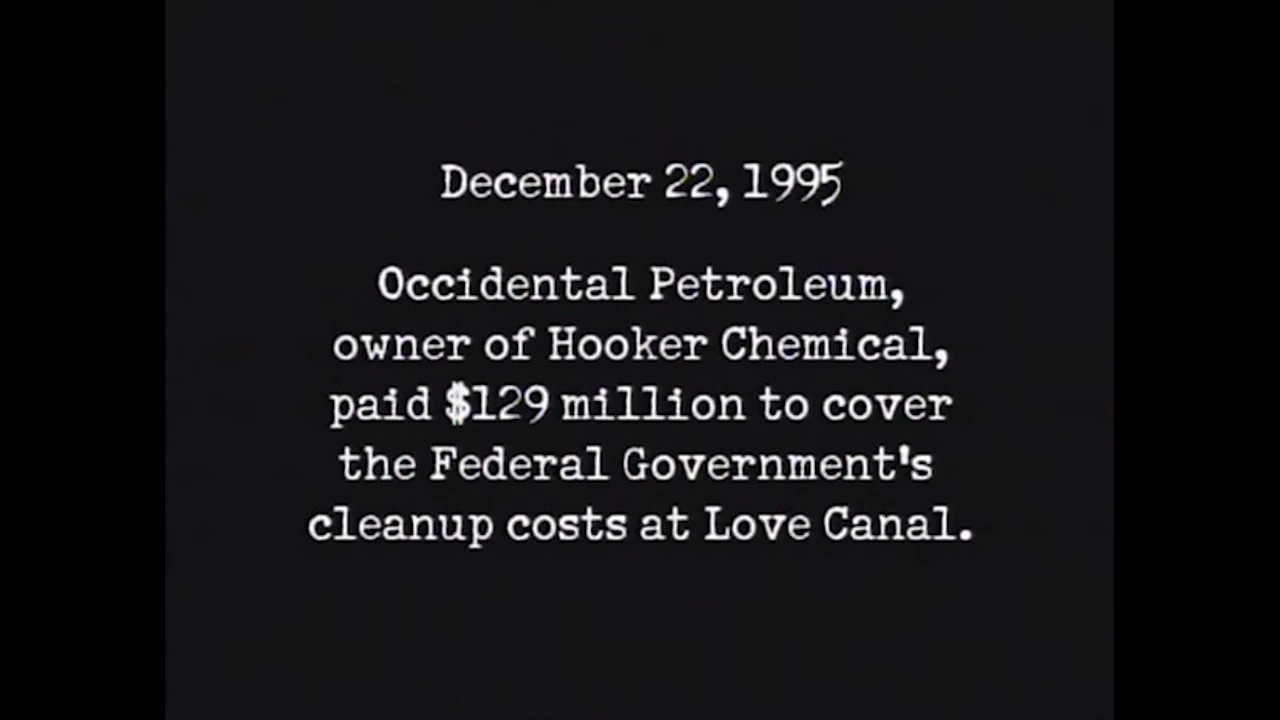 December 22, 1995
Occidental Petroleum,
owner of Hooker Chemical,
paid $129 million to cover
the Federal Government's
cleanup costs at Love Canal.